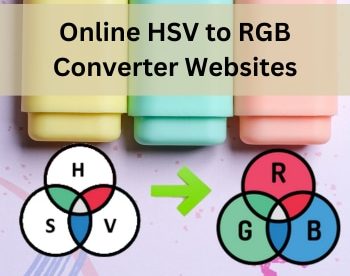 Online HSV to RGB
Converter Websites
H
S V
R
G B